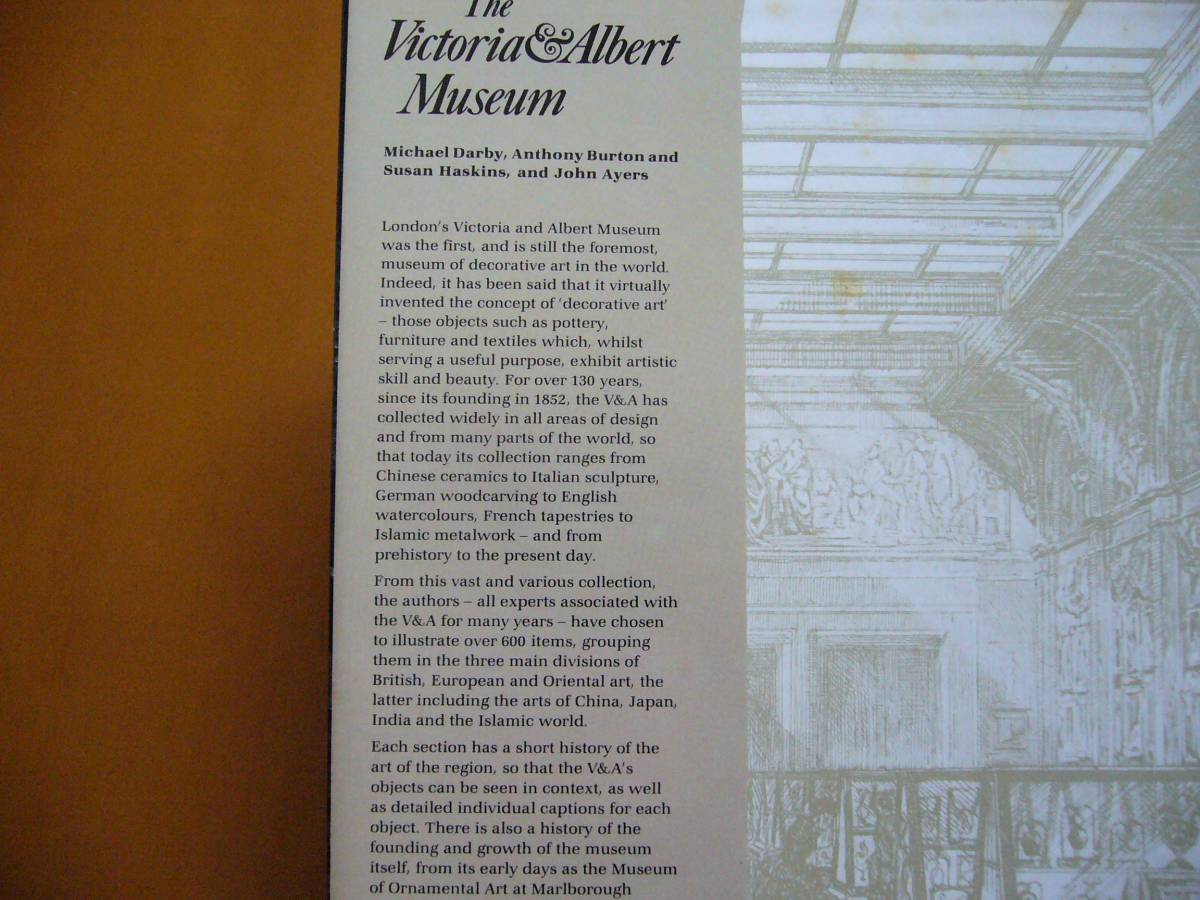 The
Victoria & Albert
Museum
Michael Darby, Anthony Burton and
Susan Haskins, and John Ayers
London's Victoria and Albert Museum
was the first, and is still the foremost,
museum of decorative art in the world.
Indeed, it has been said that it virtually
invented the concept of 'decorative art'
– those objects such as pottery,
furniture and textiles which, whilst
serving a useful purpose, exhibit artistic
skill and beauty. For over 130 years,
since its founding in 1852, the V&A has
collected widely in all areas of design
and from many parts of the world, so
that today its collection ranges from
Chinese ceramics to Italian sculpture,
German woodcarving to English
watercolours, French tapestries to
Islamic metalwork – and from
prehistory to the present day.
From this vast and various collection,
the authors – all experts associated with
the V&A for many years – have chosen
to illustrate over 600 items, grouping
them in the three main divisions of
British, European and Oriental art, the
latter including the arts of China, Japan,
India and the Islamic world.
Each section has a short history of the
art of the region, so that the V&A's
objects can be seen in context, as well
as detailed individual captions for each
object. There is also a history of the
founding and growth of the museum
itself, from its early days as the Museum
of Ornamental Art at Marlborough